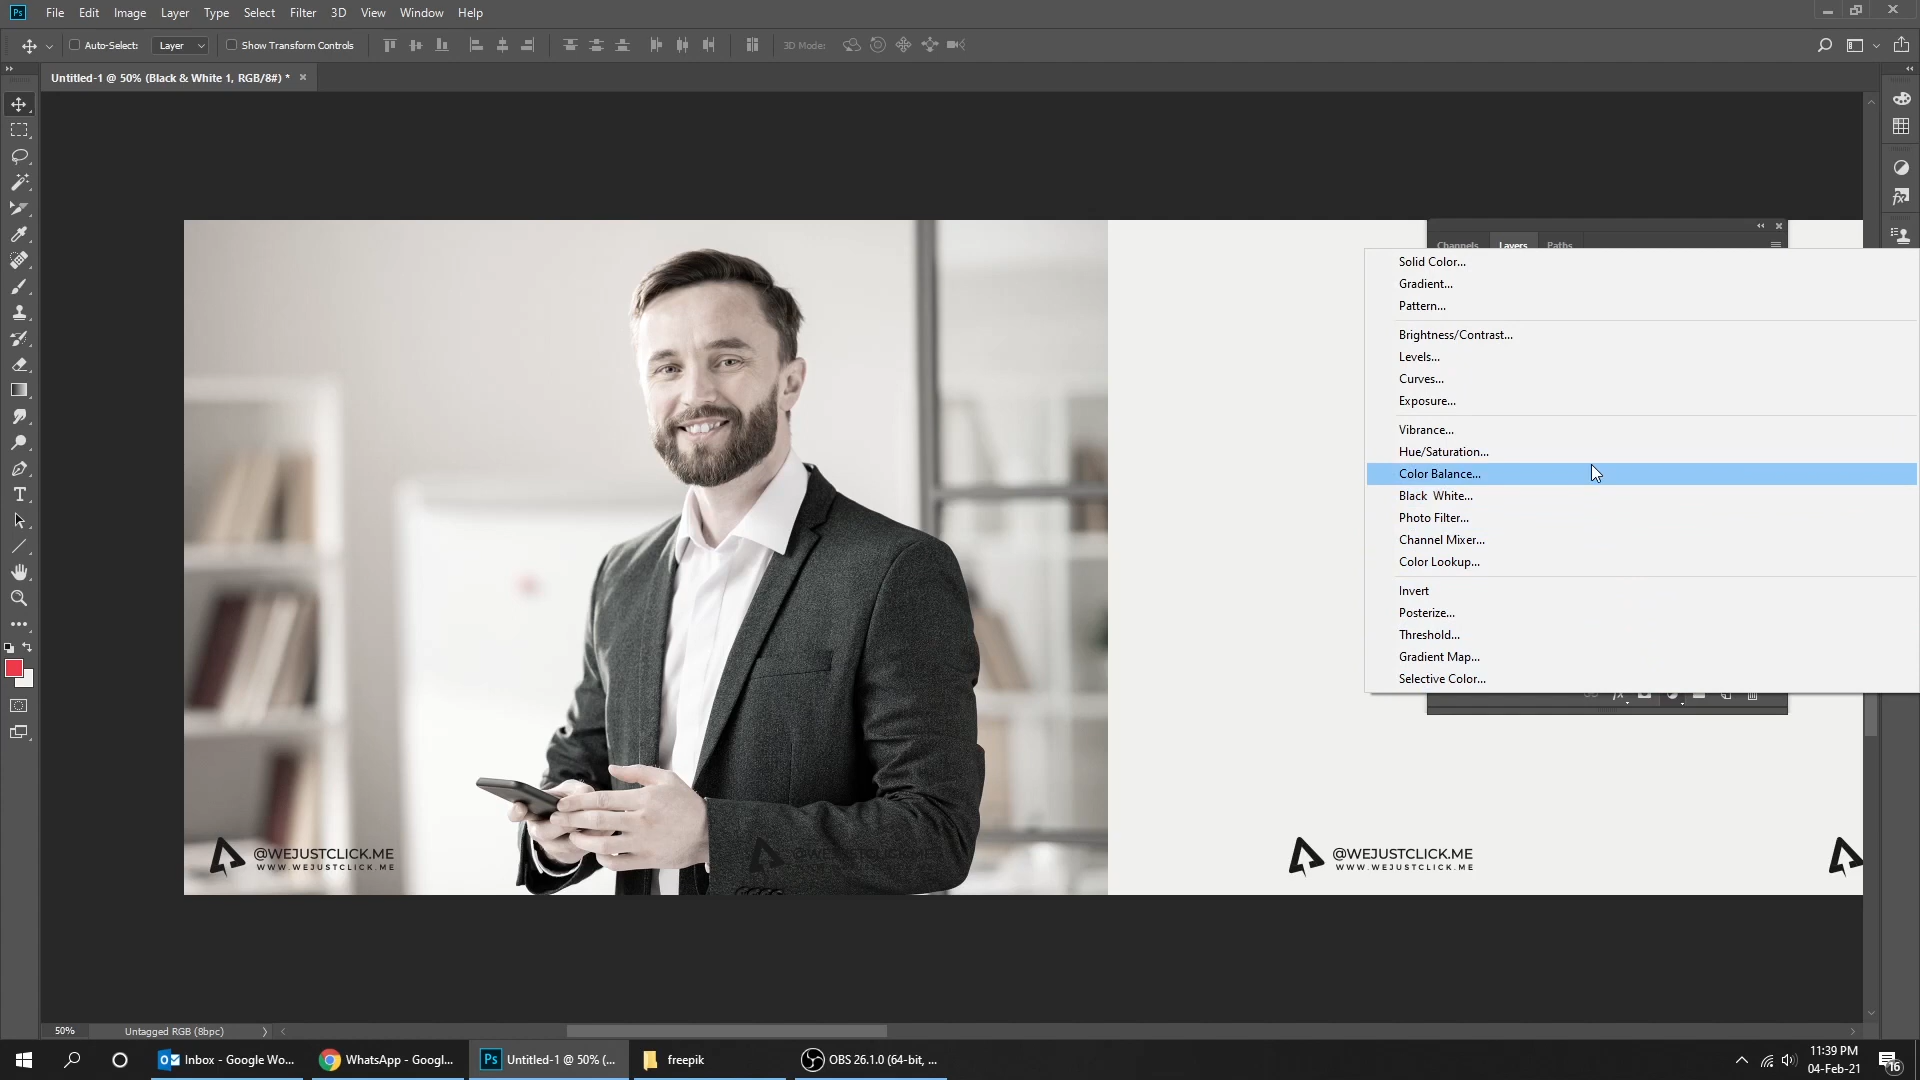 Ps File Edit Image Layer Type Select Filter 3D View Window Help
Auto-Select: Layer Show Transform Controls 3D Mode:
Untitled-1 @ 50% (Black & White 1, RGB/8#) * ×
Channels Layers Paths
Solid Color...
Gradient...
Pattern...
Brightness/Contrast...
Levels...
Curves...
Exposure...
Vibrance...
Hue/Saturation...
Color Balance...
Black  White...
Photo Filter...
Channel Mixer...
Color Lookup...
Invert
Posterize...
Threshold...
Gradient Map...
Selective Color...
@WEJUSTCLICK.ME
WWW.WEJUSTCLICK.ME
@WEJUSTCLICK.ME
WWW.WEJUSTCLICK.ME
50% Untagged RGB (8bpc)
Inbox - Google Wo... WhatsApp - Googl... Ps Untitled-1 @ 50% (... freepik OBS 26.1.0 (64-bit, ...
11:39 PM
04-Feb-21
16